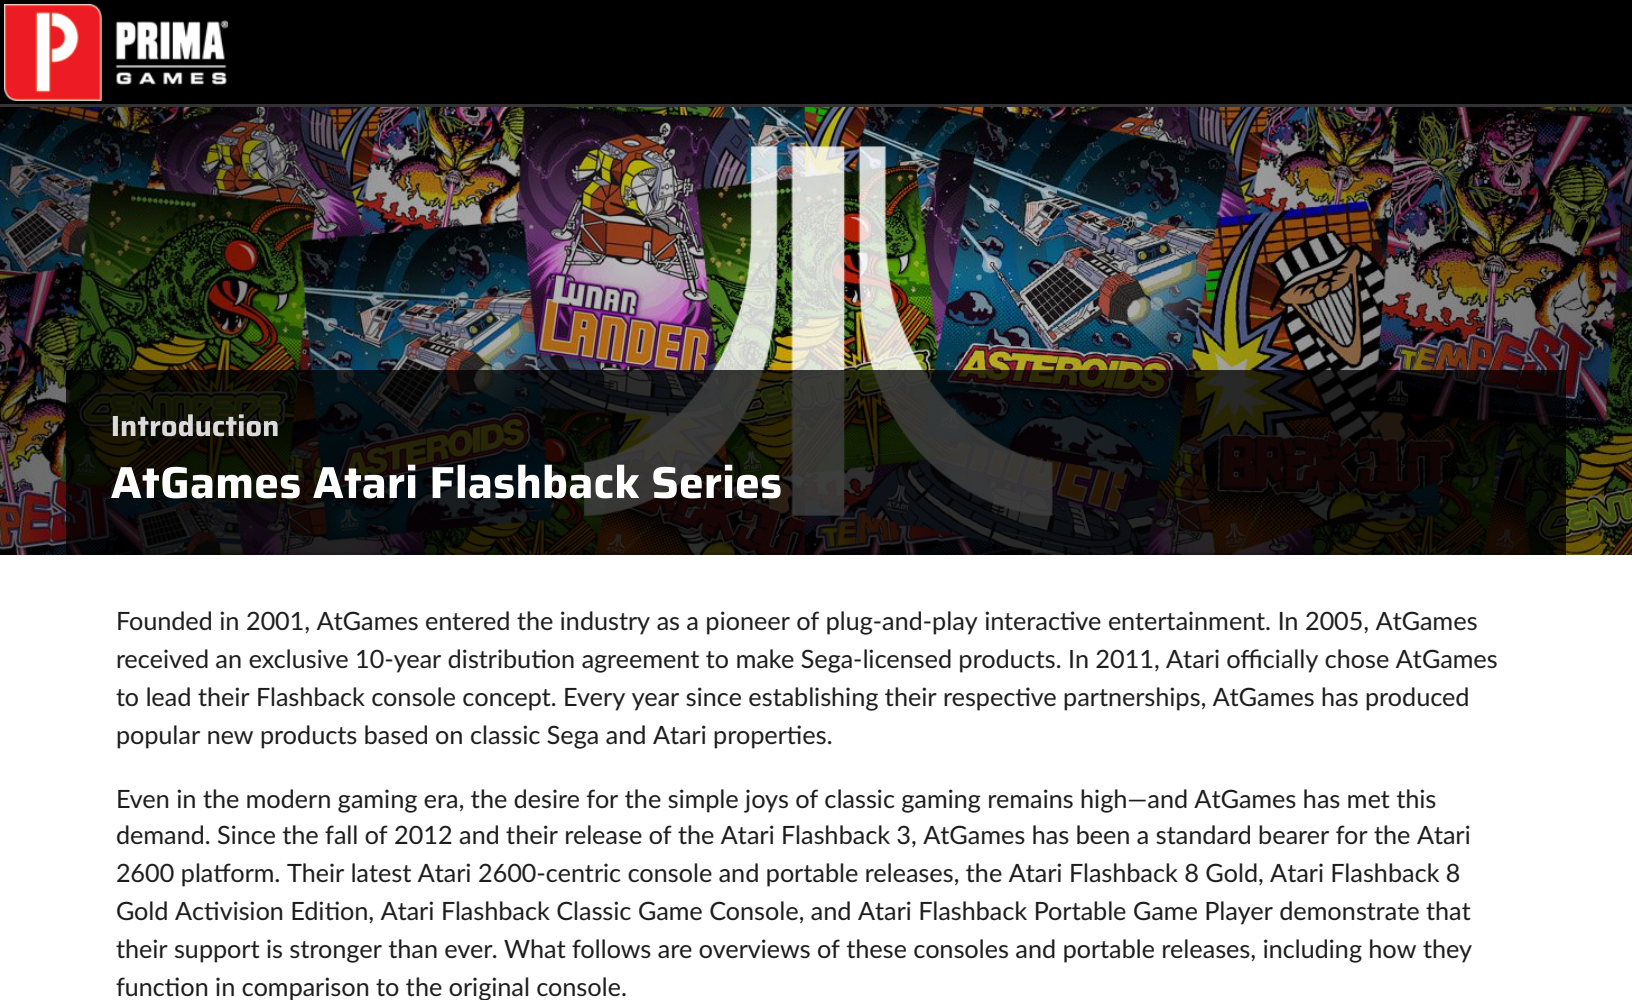 PRIMA
GAMES
LUNAR
LANDER
ASTEROIDS
TEMPEST
CENTIPEDE
ASTEROIDS
BREAKOUT
Introduction
AtGames Atari Flashback Series
Founded in 2001, AtGames entered the industry as a pioneer of plug-and-play interactive entertainment. In 2005, AtGames
received an exclusive 10-year distribution agreement to make Sega-licensed products. In 2011, Atari officially chose AtGames
to lead their Flashback console concept. Every year since establishing their respective partnerships, AtGames has produced
popular new products based on classic Sega and Atari properties.
Even in the modern gaming era, the desire for the simple joys of classic gaming remains high—and AtGames has met this
demand. Since the fall of 2012 and their release of the Atari Flashback 3, AtGames has been a standard bearer for the Atari
2600 platform. Their latest Atari 2600-centric console and portable releases, the Atari Flashback 8 Gold, Atari Flashback 8
Gold Activision Edition, Atari Flashback Classic Game Console, and Atari Flashback Portable Game Player demonstrate that
their support is stronger than ever. What follows are overviews of these consoles and portable releases, including how they
function in comparison to the original console.